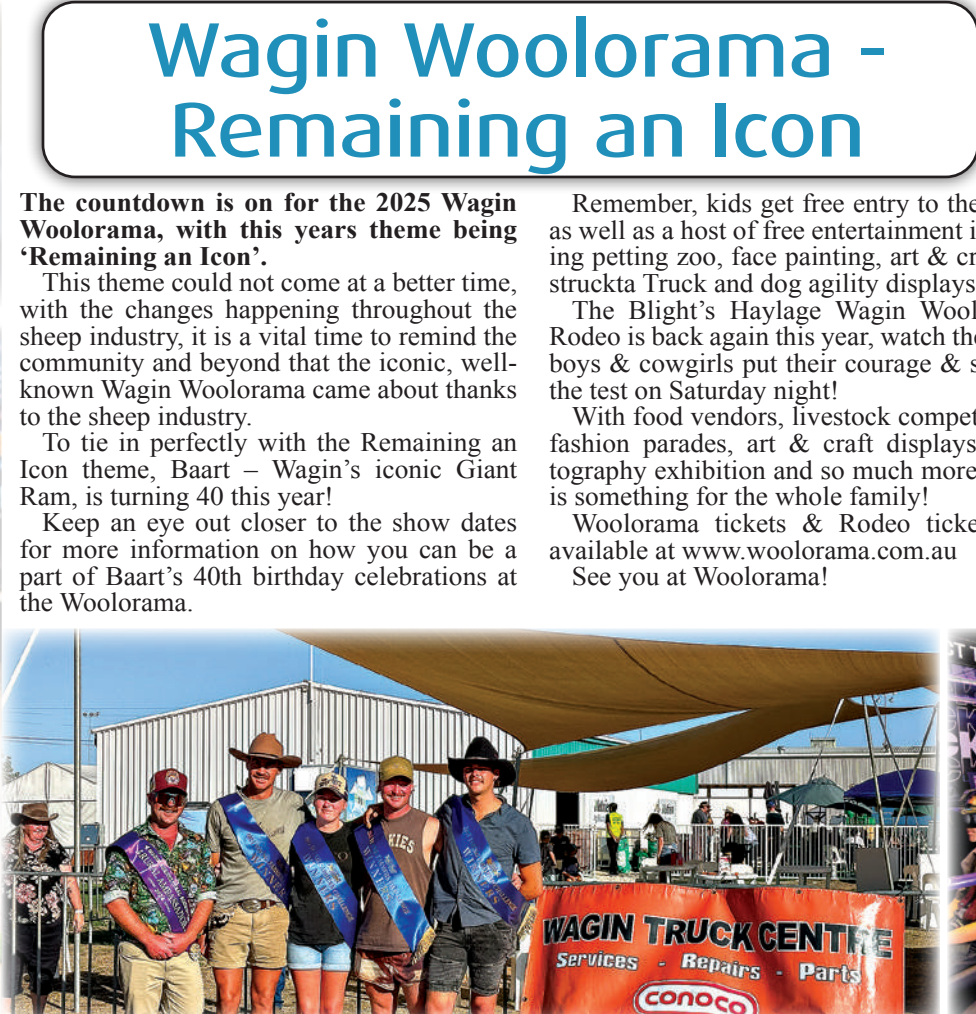 Wagin Woolorama -
Remaining an Icon
The countdown is on for the 2025 Wagin
Woolorama, with this years theme being
‘Remaining an Icon’.
This theme could not come at a better time,
with the changes happening throughout the
sheep industry, it is a vital time to remind the
community and beyond that the iconic, well-
known Wagin Woolorama came about thanks
to the sheep industry.
To tie in perfectly with the Remaining an
Icon theme, Baart – Wagin’s iconic Giant
Ram, is turning 40 this year!
Keep an eye out closer to the show dates
for more information on how you can be a
part of Baart’s 40th birthday celebrations at
the Woolorama.
Remember, kids get free entry to the
as well as a host of free entertainment i
ing petting zoo, face painting, art & cr
struckta Truck and dog agility displays
The Blight’s Haylage Wagin Wool
Rodeo is back again this year, watch the
boys & cowgirls put their courage & s
the test on Saturday night!
With food vendors, livestock compet
fashion parades, art & craft displays
tography exhibition and so much more
is something for the whole family!
Woolorama tickets & Rodeo ticke
available at www.woolorama.com.au
See you at Woolorama!
WAGIN TRUCK CENTRE
Services - Repairs - Parts
conoco